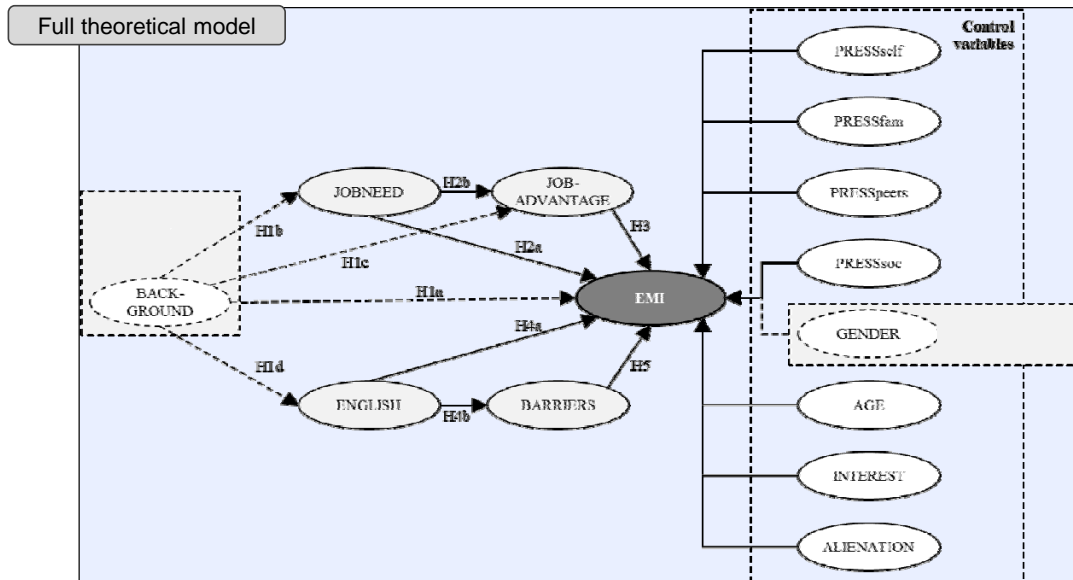 Full theoretical model
Control
variables
PRESSself
PRESSfam
PRESSpeers
PRESSsoc
GENDER
AGE
INTEREST
ALIENATION
JOBNEED
H2b
JOB-
ADVANTAGE
H1b
H3
H2a
H1c
BACK-
GROUND
H1a
EMI
H4a
H1d
H5
ENGLISH
H4b
BARRIERS